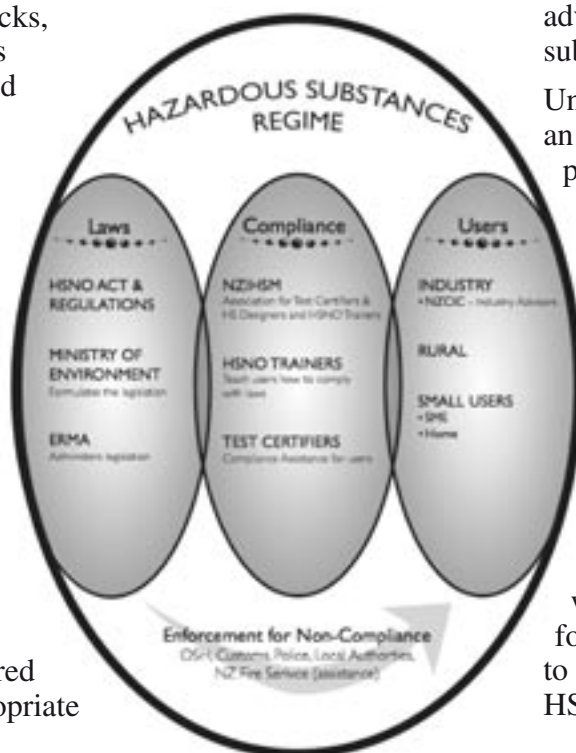 cks,
s
d
adv
sub
Un
an
p
HAZARDOUS SUBSTANCES
REGIME
Laws
HSNO ACT &
REGULATIONS
MINISTRY OF
ENVIRONMENT
Formulates the legislation
ERMA
Administers legislation
Compliance
NZIHSM
Association for Test Certifiers &
HS Designers and HSNO Trainers
HSNO TRAINERS
Teach users how to comply
with laws
TEST CERTIFIERS
Compliance Assistance for users
Users
INDUSTRY
• NZCIC – Industry Advisors
RURAL
SMALL USERS
• SME
• Home
Enforcement for Non-Compliance
OSH, Customs, Police, Local Authorities,
NZ Fire Service (assistance)
red
opriate
v
fo
to
HS